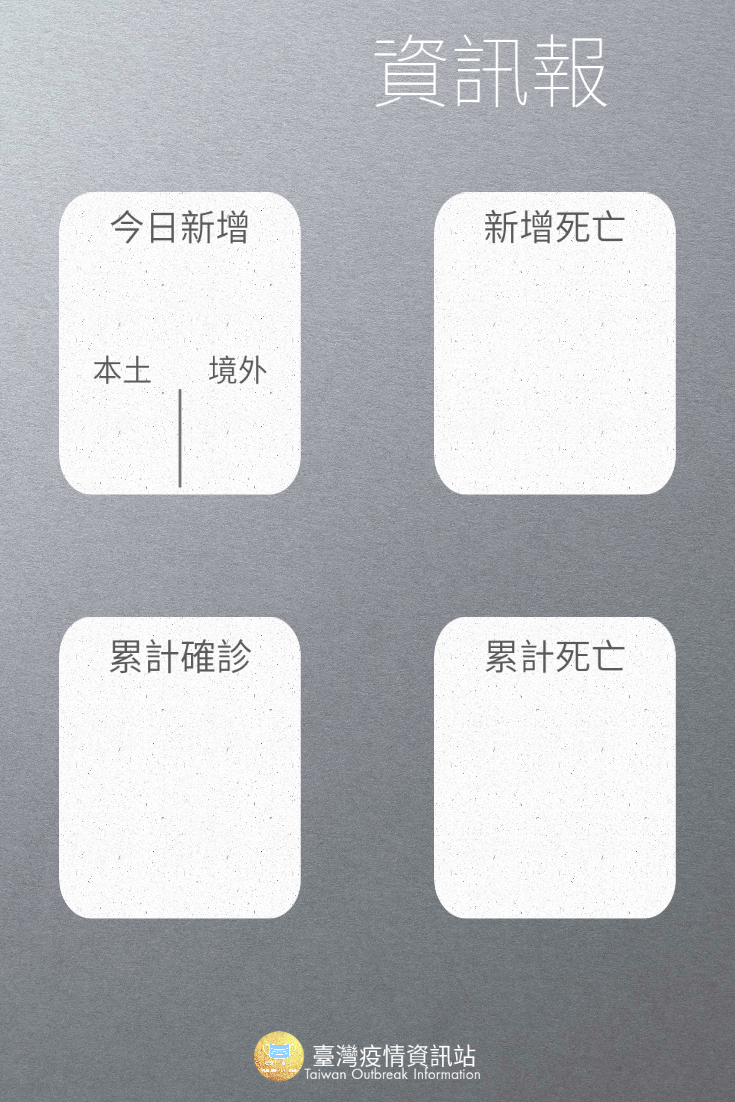 資訊報
今日新增
新增死亡
本土
境外
累計確診
累計死亡
臺灣疫情資訊站
Taiwan Outbreak Information